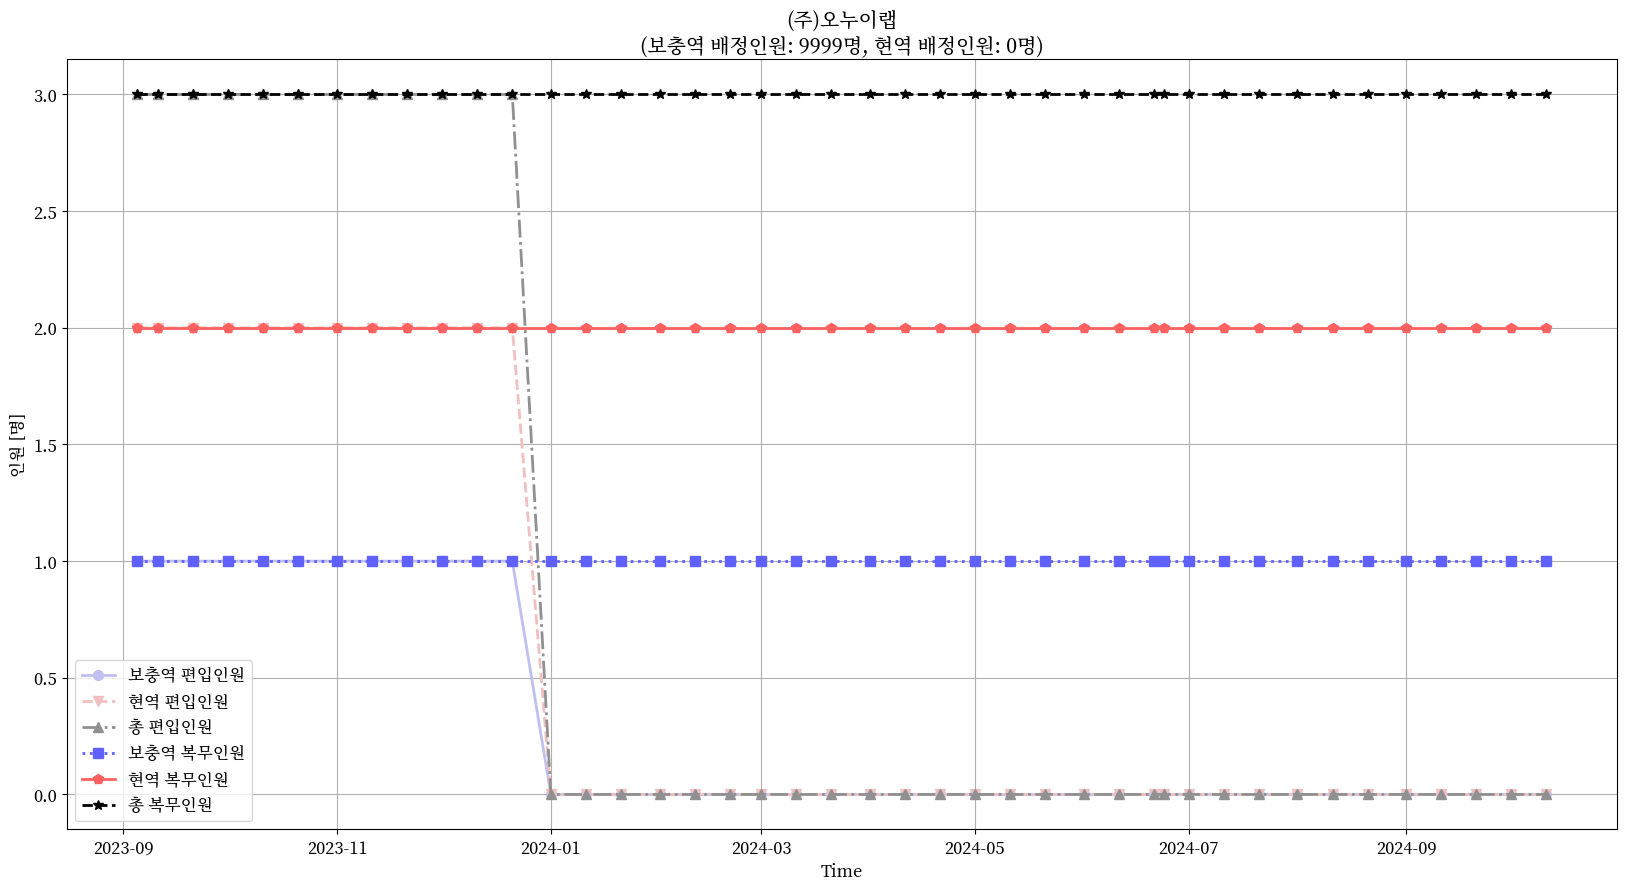 (주)오누이랩
(보충역 배정인원: 9999명, 현역 배정인원: 0명)
3.0
2.5
2.0
1.5
1.0
0.5
0.0
인원 [명]
보충역 편입인원
현역 편입인원
총 편입인원
보충역 복무인원
현역 복무인원
총 복무인원
2023-09 2023-11 2024-01 2024-03 2024-05 2024-07 2024-09
Time